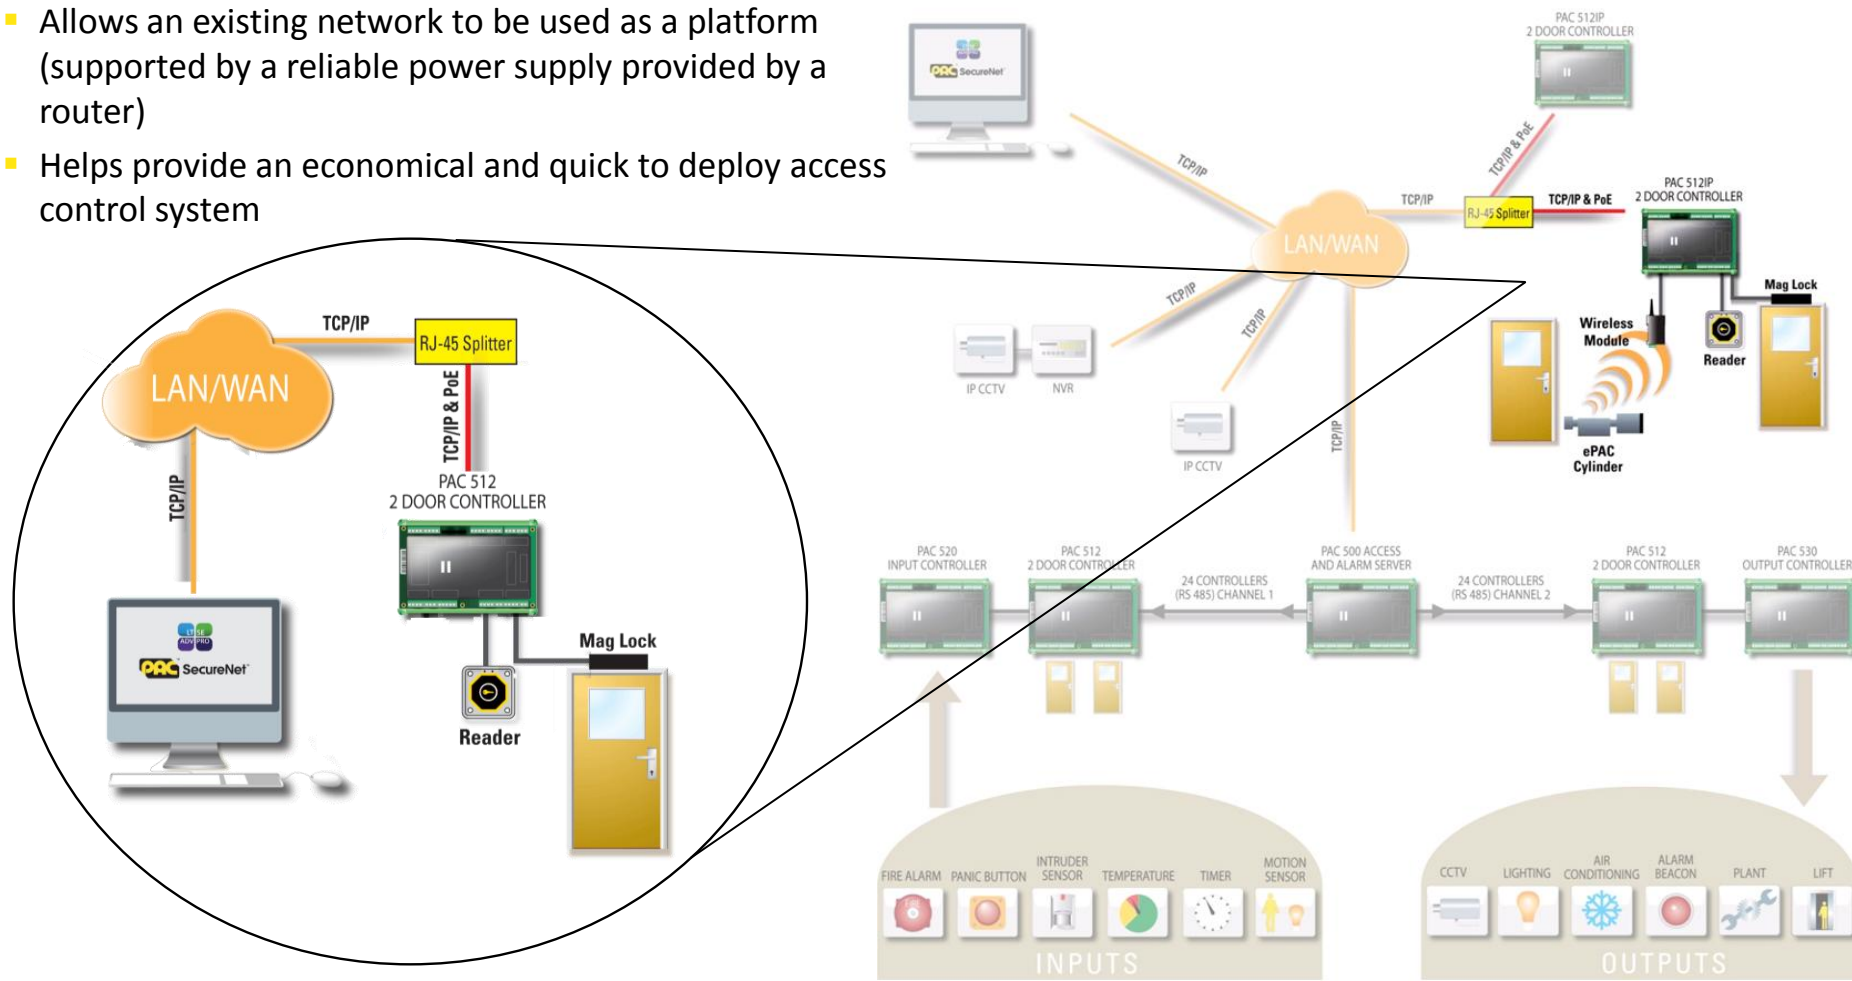 Allows an existing network to be used as a platform
(supported by a reliable power supply provided by a
router)
Helps provide an economical and quick to deploy access
control system
TCP/IP
RJ-45 Splitter
LAN/WAN
TCP/IP & PoE
TCP/IP
PAC 512
2 DOOR CONTROLLER
LT SE
ADV PRO
PAC SecureNet
Mag Lock
Reader
PAC SecureNet
PAC 512IP
2 DOOR CONTROLLER
TCP/IP & PoE
TCP/IP
TCP/IP
RJ-45 Splitter
TCP/IP & PoE
PAC 512IP
2 DOOR CONTROLLER
LAN/WAN
Mag Lock
Wireless
Module
Reader
ePAC
Cylinder
TCP/IP
TCP/IP
TCP/IP
IP CCTV
NVR
IP CCTV
PAC 520
INPUT CONTROLLER
PAC 512
2 DOOR CONTROLLER
24 CONTROLLERS
(RS 485) CHANNEL 1
PAC 500 ACCESS
AND ALARM SERVER
24 CONTROLLERS
(RS 485) CHANNEL 2
PAC 512
2 DOOR CONTROLLER
PAC 530
OUTPUT CONTROLLER
FIRE ALARM
PANIC BUTTON
INTRUDER
SENSOR
TEMPERATURE
TIMER
MOTION
SENSOR
INPUTS
CCTV
LIGHTING
AIR
CONDITIONING
ALARM
BEACON
PLANT
LIFT
OUTPUTS